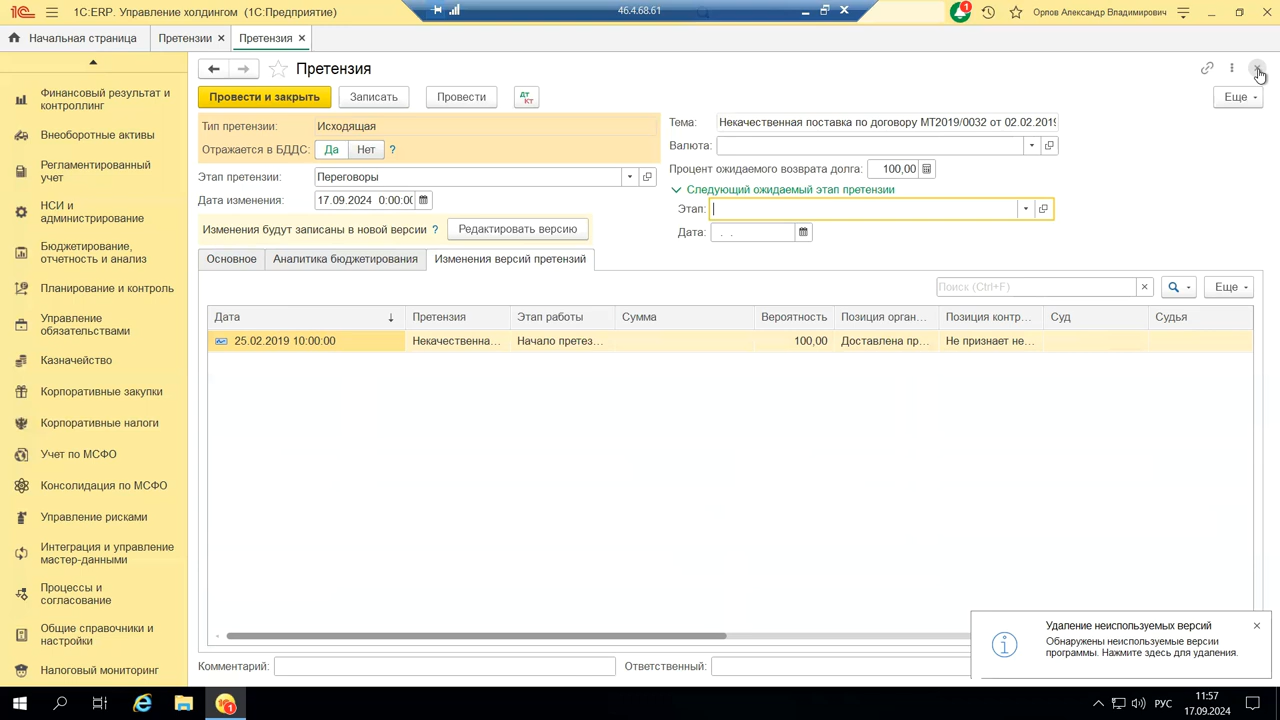 1С:ERP. Управление холдингом (1С:Предприятие)
46.4.68.61
1
Орлов Александр Владимирович
Начальная страница
Претензии
Претензия
Финансовый результат и
контроллинг
Внеоборотные активы
Регламентированный
учет
НСИ и
администрирование
Бюджетирование,
отчетность и анализ
Планирование и контроль
Управление
обязательствами
Казначейство
Корпоративные закупки
Корпоративные налоги
Учет по МСФО
Консолидация по МСФО
Управление рисками
Интеграция и управление
мастер-данными
Процессы и
согласование
Общие справочники и
настройки
Налоговый мониторинг
Претензия
Провести и закрыть
Записать
Провести
ДТ
КТ
Еще
Тип претензии: Исходящая
Отражается в БДДС: Да Нет ?
Этап претензии: Переговоры
Дата изменения: 17.09.2024 0:00:00
Изменения будут записаны в новой версии ? Редактировать версию
Тема: Некачественная поставка по договору МТ2019/0032 от 02.02.2019
Валюта:
Процент ожидаемого возврата долга: 100,00
Следующий ожидаемый этап претензии
Этап:
Дата: . .
Основное Аналитика бюджетирования Изменения версий претензий
Поиск (Ctrl+F) Еще
Дата Претензия Этап работы Сумма Вероятность Позиция орган... Позиция контр... Суд Судья
25.02.2019 10:00:00 Некачественна... Начало претез... 100,00 Доставлена пр... Не признает не...
Комментарий: Ответственный:
Удаление неиспользуемых версий
Обнаружены неиспользуемые версии
программы. Нажмите здесь для удаления.
1
РУС
11:57
17.09.2024